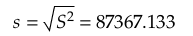 s = √S² = 87367.133